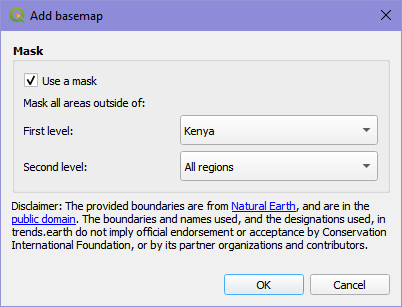 Add basemap
Mask
Use a mask
Mask all areas outside of:
First level:
Kenya
Second level:
All regions
Disclaimer: The provided boundaries are from Natural Earth, and are in the
public domain. The boundaries and names used, and the designations used, in
trends.earth do not imply official endorsement or acceptance by Conservation
International Foundation, or by its partner organizations and contributors.
OK
Cancel